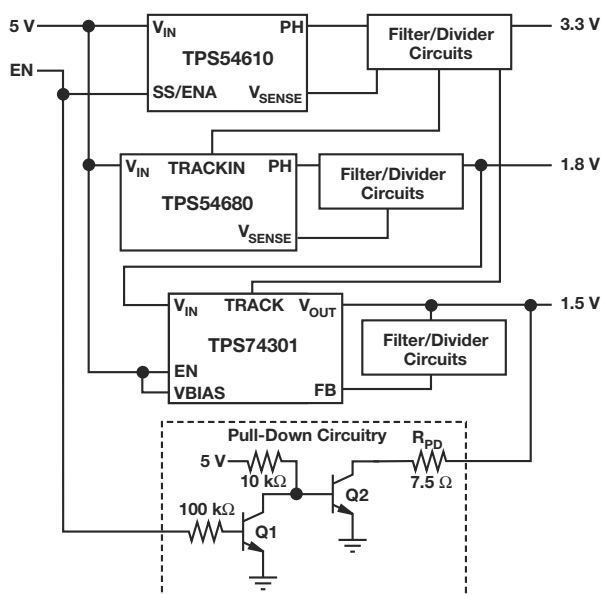 5 V
V_IN
PH
Filter/Divider
Circuits
3.3 V
TPS54610
EN
SS/ENA
V_SENSE
V_IN
TRACKIN
PH
Filter/Divider
Circuits
1.8 V
TPS54680
V_SENSE
V_IN
TRACK
V_OUT
1.5 V
TPS74301
Filter/Divider
Circuits
EN
VBIAS
FB
Pull-Down Circuitry
R_PD
5 V
10 kΩ
7.5 Ω
Q2
100 kΩ
Q1